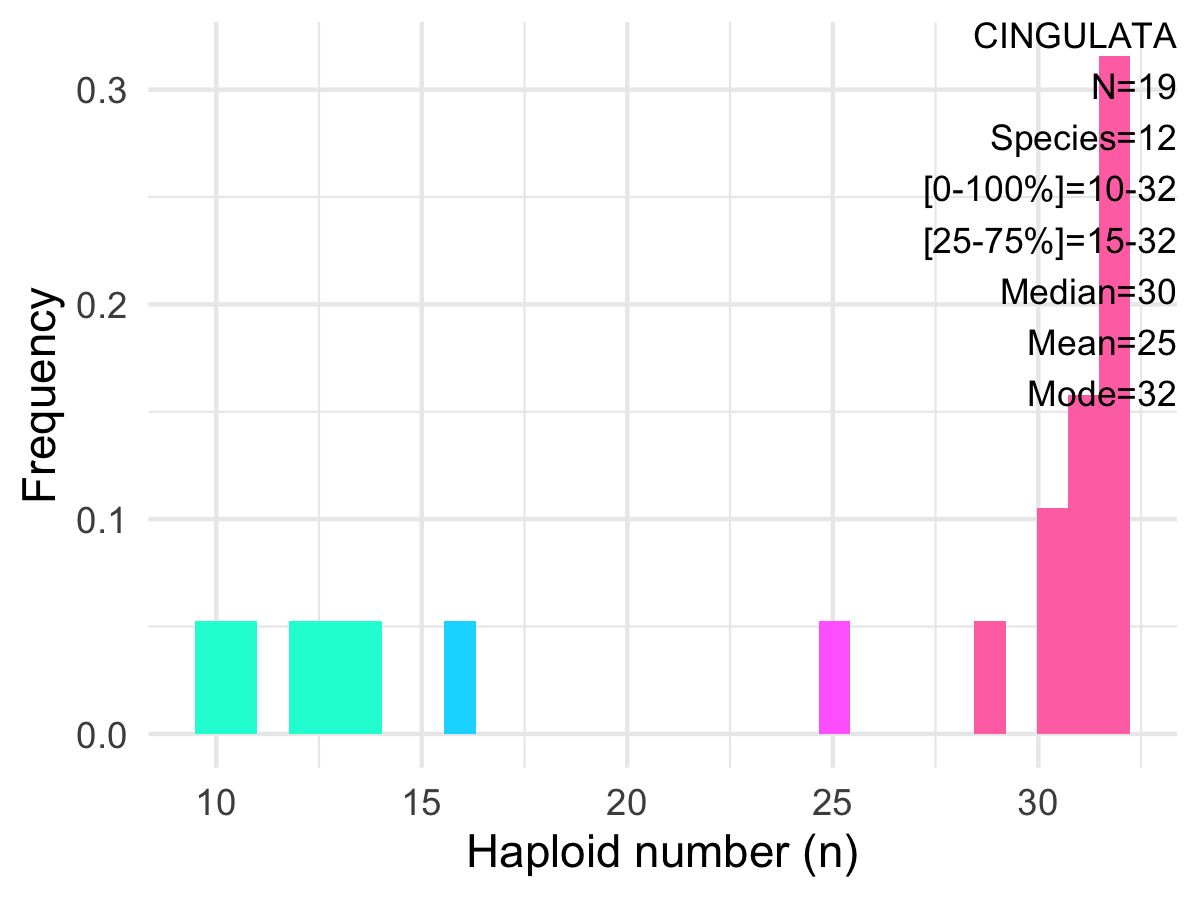 CINGULATA
N=19
Species=12
[0-100%]=10-32
[25-75%]=15-32
Median=30
Mean=25
Mode=32
Frequency
0.3
0.2
0.1
0.0
10 15 20 25 30
Haploid number (n)